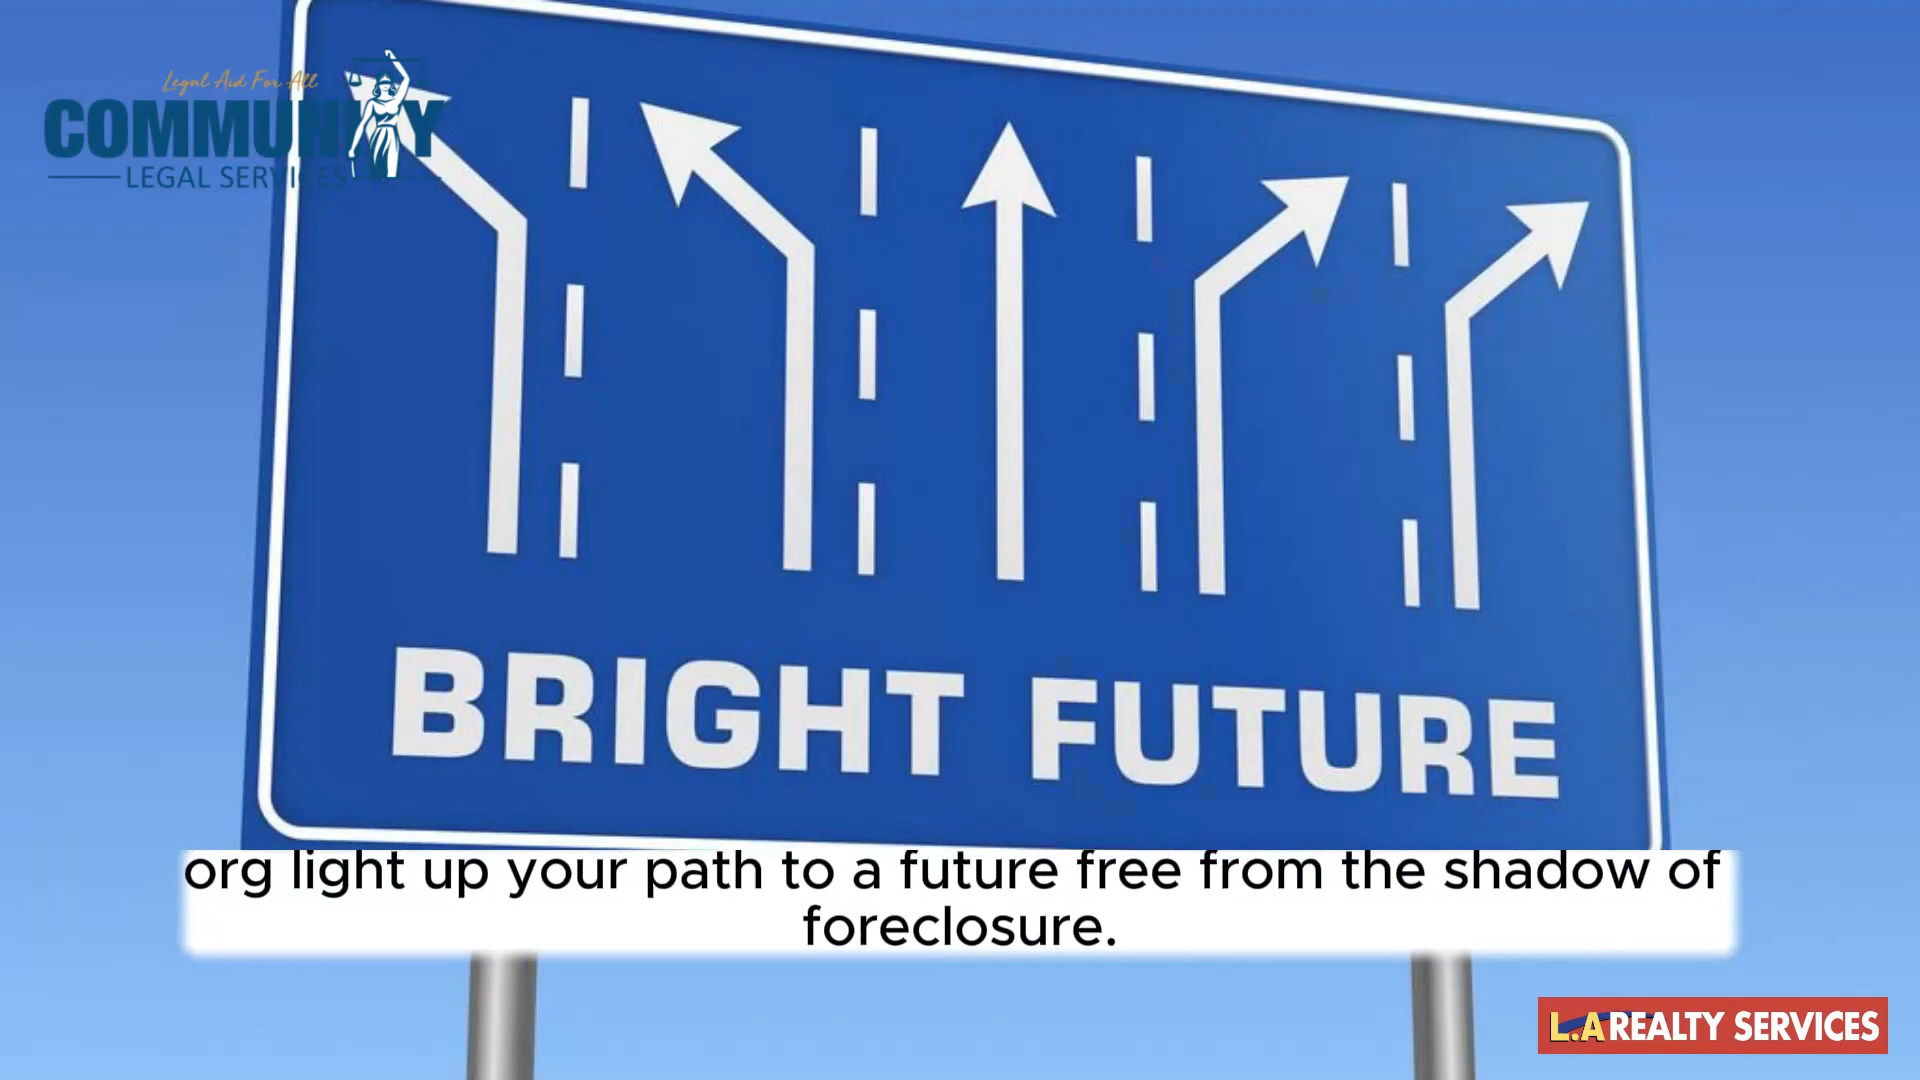 Legal Aid For All
COMMUNITY
LEGAL SERVICES
BRIGHT FUTURE
org light up your path to a future free from the shadow of
foreclosure.
L.A REALTY SERVICES